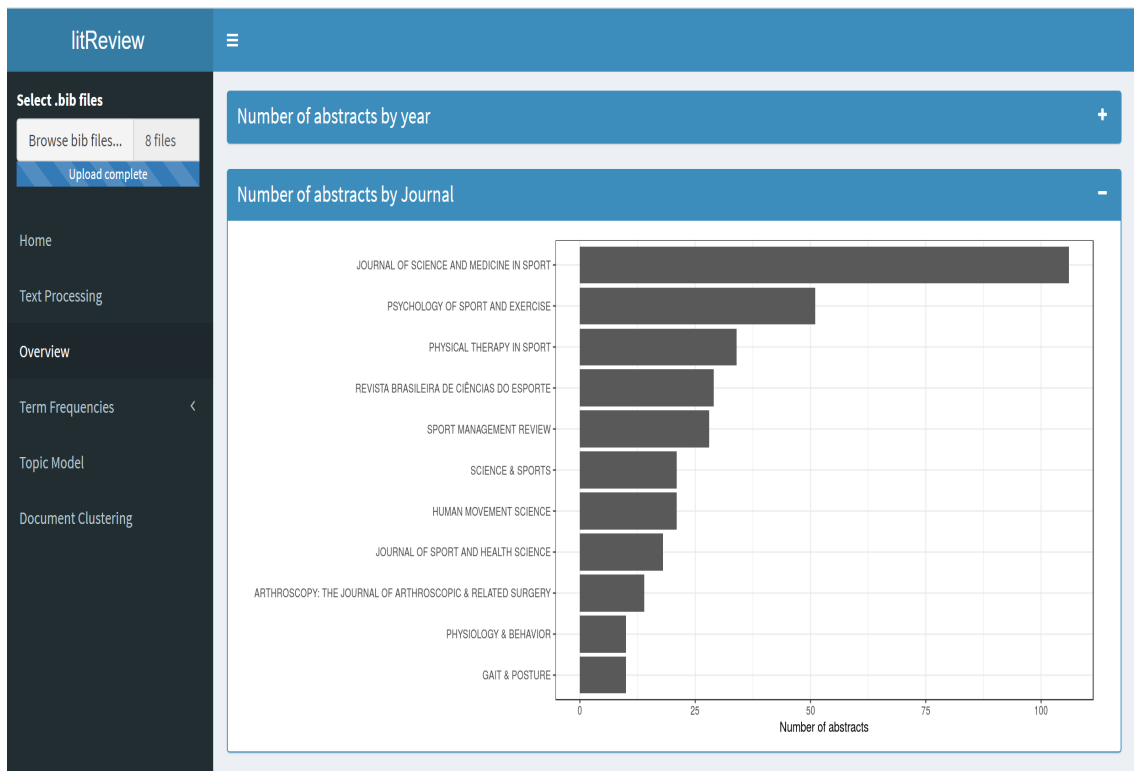 litReview
Select .bib files
Browse bib files...
8 files
Upload complete
Home
Text Processing
Overview
Term Frequencies
Topic Model
Document Clustering
Number of abstracts by year
Number of abstracts by Journal
JOURNAL OF SCIENCE AND MEDICINE IN SPORT
PSYCHOLOGY OF SPORT AND EXERCISE
PHYSICAL THERAPY IN SPORT
REVISTA BRASILEIRA DE CIÊNCIAS DO ESPORTE
SPORT MANAGEMENT REVIEW
SCIENCE & SPORTS
HUMAN MOVEMENT SCIENCE
JOURNAL OF SPORT AND HEALTH SCIENCE
ARTHROSCOPY: THE JOURNAL OF ARTHROSCOPIC & RELATED SURGERY
PHYSIOLOGY & BEHAVIOR
GAIT & POSTURE
0 25 50 75 100
Number of abstracts